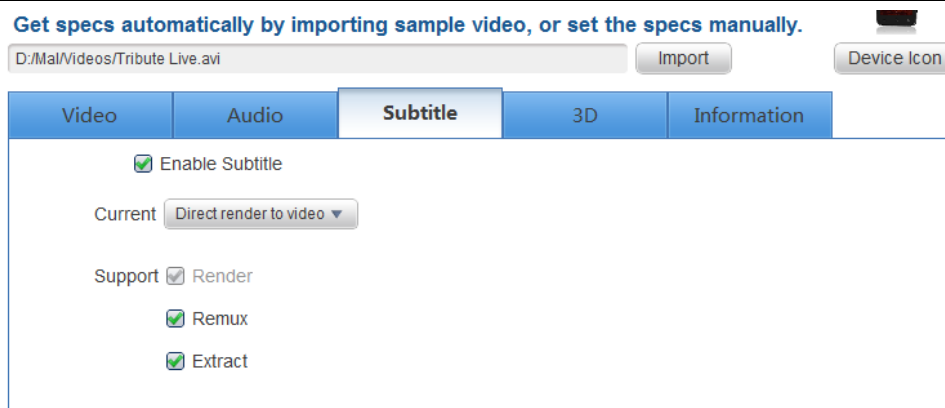 Get specs automatically by importing sample video, or set the specs manually.
D:/Mal/Videos/Tribute Live.avi Import Device Icon
Video Audio Subtitle 3D Information
Enable Subtitle
Current Direct render to video
Support Render
Remux
Extract